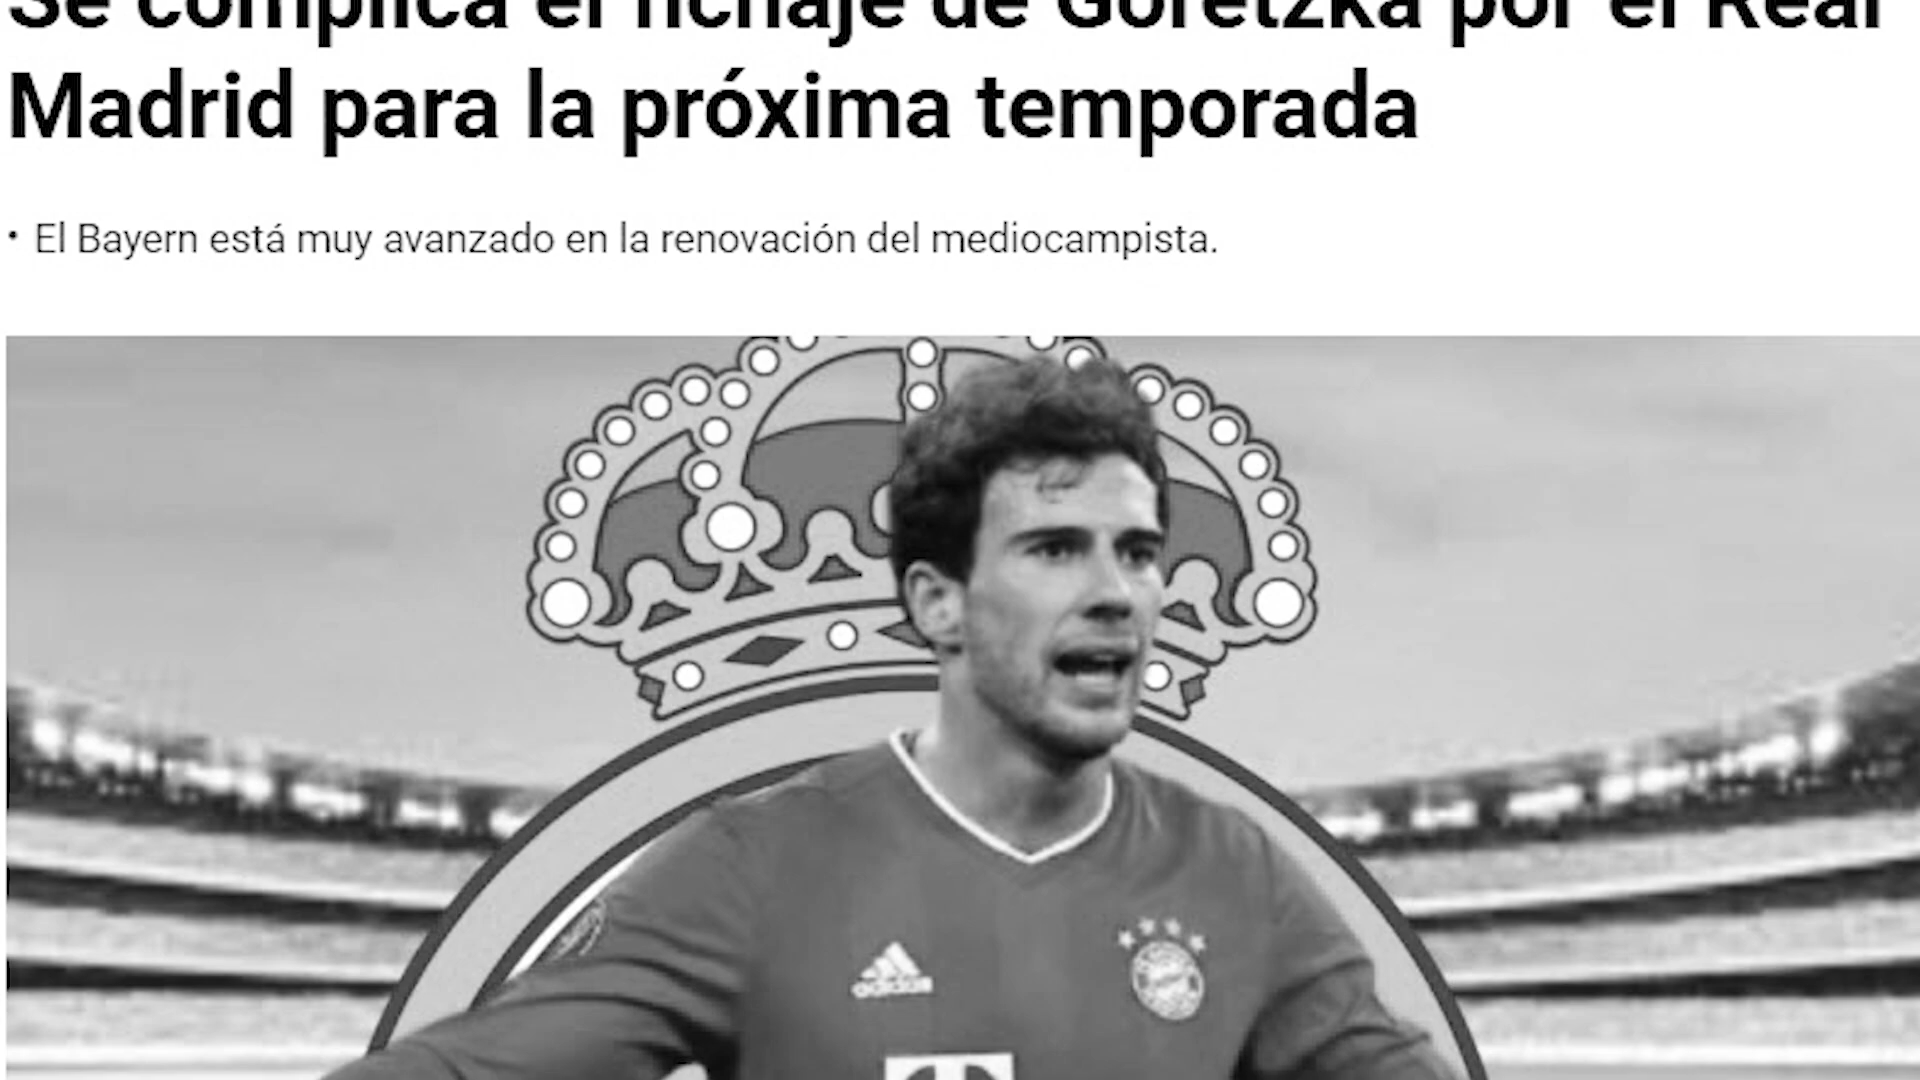 Se complica el fichaje de Goretzka por el Real
Madrid para la próxima temporada
• El Bayern está muy avanzado en la renovación del mediocampista.
adidas
T